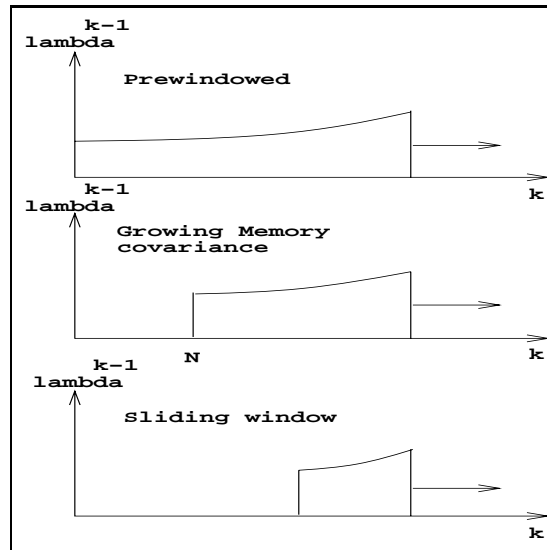 k-1
lambda
Prewindowed
k
k-1
lambda
Growing Memory
covariance
N
k
k-1
lambda
Sliding window
k